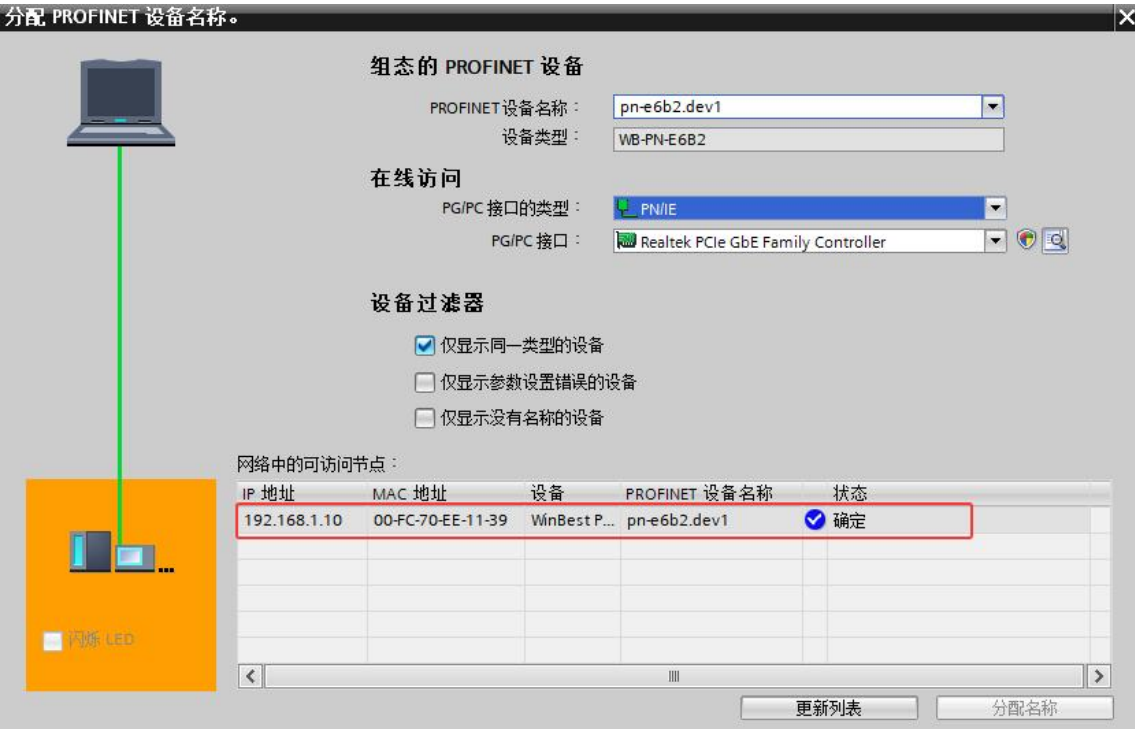 分配 PROFINET 设备名称。
组态的 PROFINET 设备
PROFINET设备名称： pn-e6b2.dev1
设备类型： WB-PN-E6B2
在线访问
PG/PC 接口的类型： PN/IE
PG/PC 接口： Realtek PCIe GbE Family Controller
设备过滤器
仅显示同一类型的设备
仅显示参数设置错误的设备
仅显示没有名称的设备
网络中的可访问节点：
IP 地址 MAC 地址 设备 PROFINET 设备名称 状态
192.168.1.10 00-FC-70-EE-11-39 WinBest P... pn-e6b2.dev1 确定
闪烁 LED
更新列表 分配名称